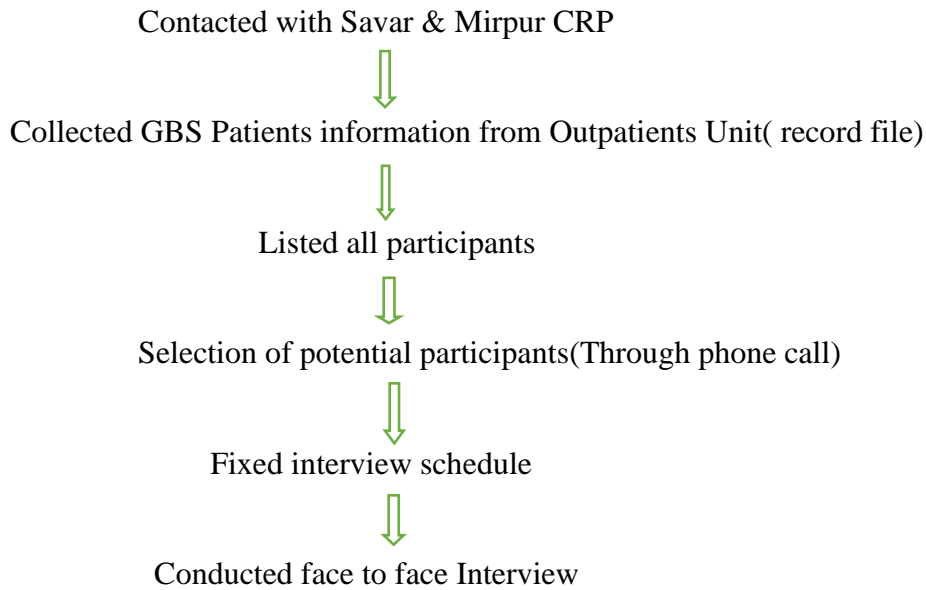 Contacted with Savar & Mirpur CRP
Collected GBS Patients information from Outpatients Unit( record file)
Listed all participants
Selection of potential participants(Through phone call)
Fixed interview schedule
Conducted face to face Interview